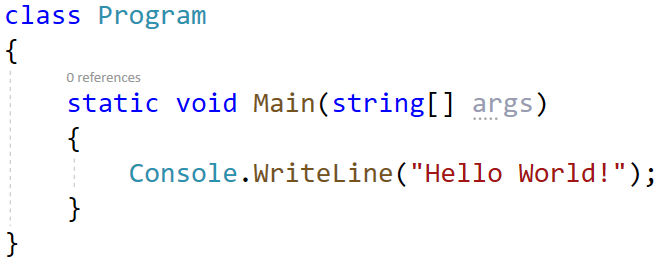 class Program
{
0 references
static void Main(string[] args)
{
Console.WriteLine("Hello World!");
}
}